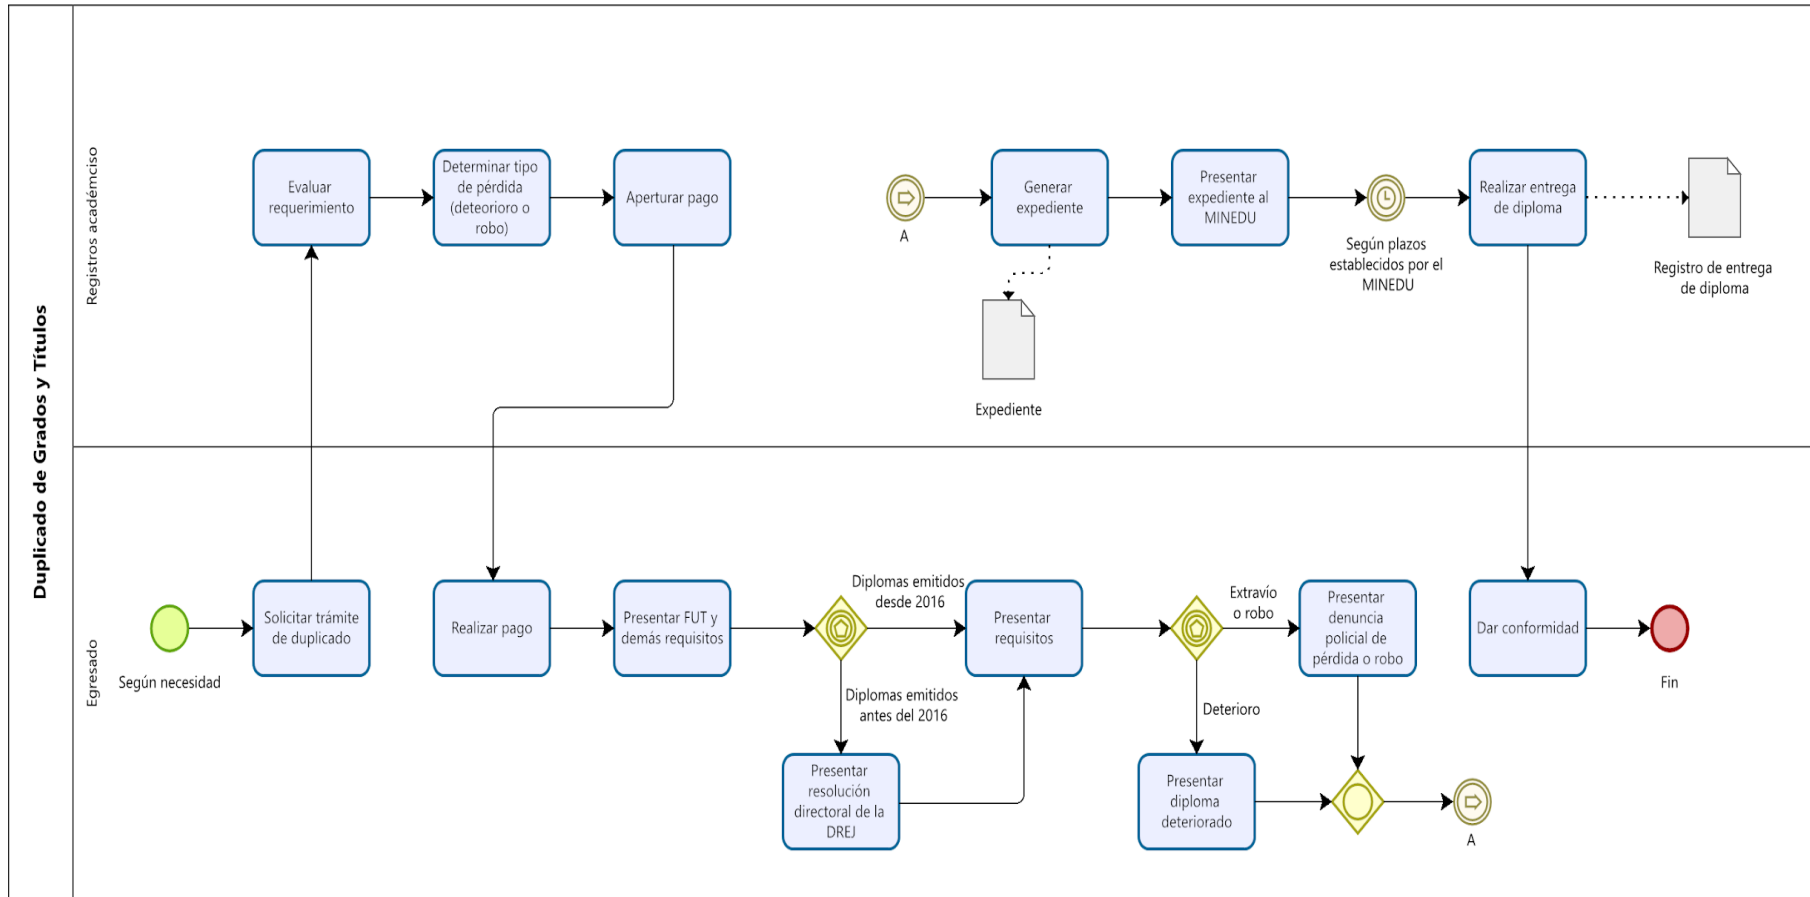 Duplicado de Grados y Títulos
Registros académciso
Evaluar
requerimiento
Determinar tipo
de pérdida
(deteorioro o
robo)
Aperturar pago
A
Generar
expediente
Presentar
expediente al
MINEDU
Según plazos
establecidos por el
MINEDU
Realizar entrega
de diploma
Registro de entrega
de diploma
Expediente
Egresado
Según necesidad
Solicitar trámite
de duplicado
Realizar pago
Presentar FUT y
demás requisitos
Diplomas emitidos
desde 2016
Diplomas emitidos
antes del 2016
Presentar
resolución
directoral de la
DREJ
Presentar
requisitos
Extravío
o robo
Deterioro
Presentar
denuncia
policial de
pérdida o robo
Presentar
diploma
deteriorado
A
Dar conformidad
Fin